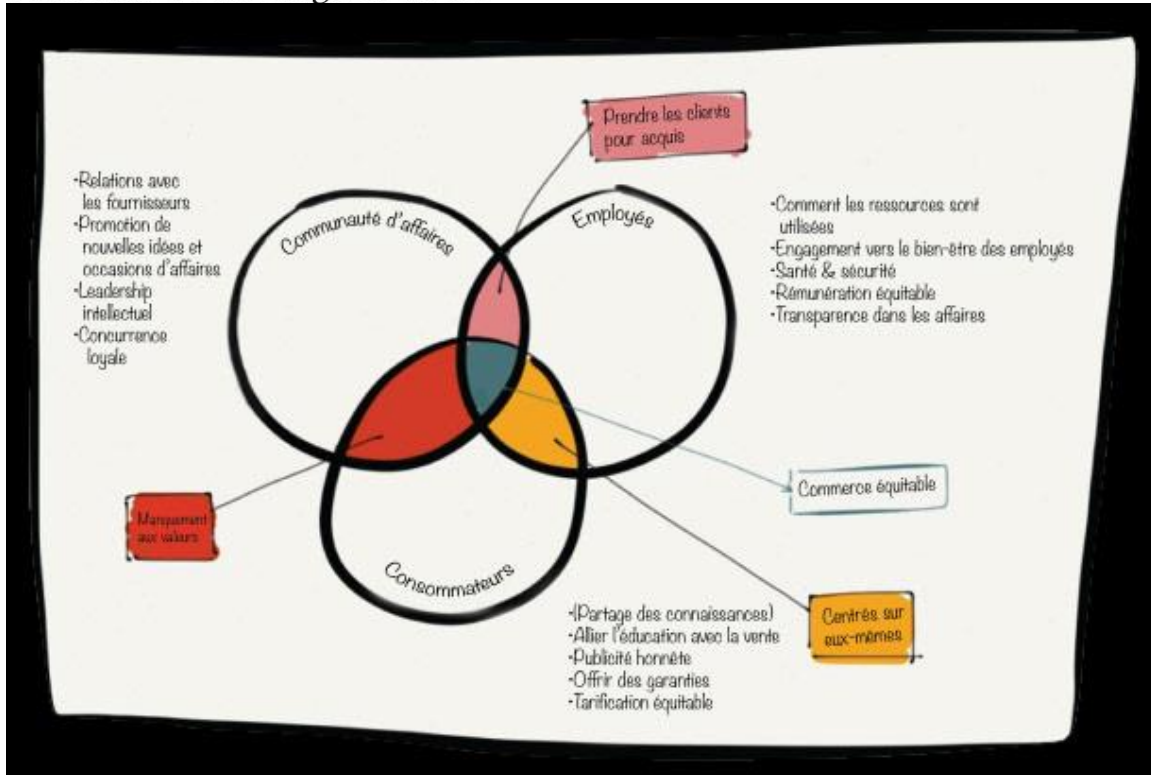 Prendre les clients
pour acquis
•Relations avec
les fournisseurs
•Promotion de
nouvelles idées et
occasions d'affaires
•Leadership
intellectuel
•Concurrence
loyale
Communauté d'affaires
Employés
•Comment les ressources sont
utilisées
•Engagement vers le bien-être des employés
•Santé & sécurité
•Rémunération équitable
•Transparence dans les affaires
Commerce équitable
Manquement
aux valeurs
Consommateurs
•(Partage des connaissances)
•Allier l'éducation avec la vente
•Publicité honnête
•Offrir des garanties
•Tarification équitable
Centrés sur
eux-mêmes